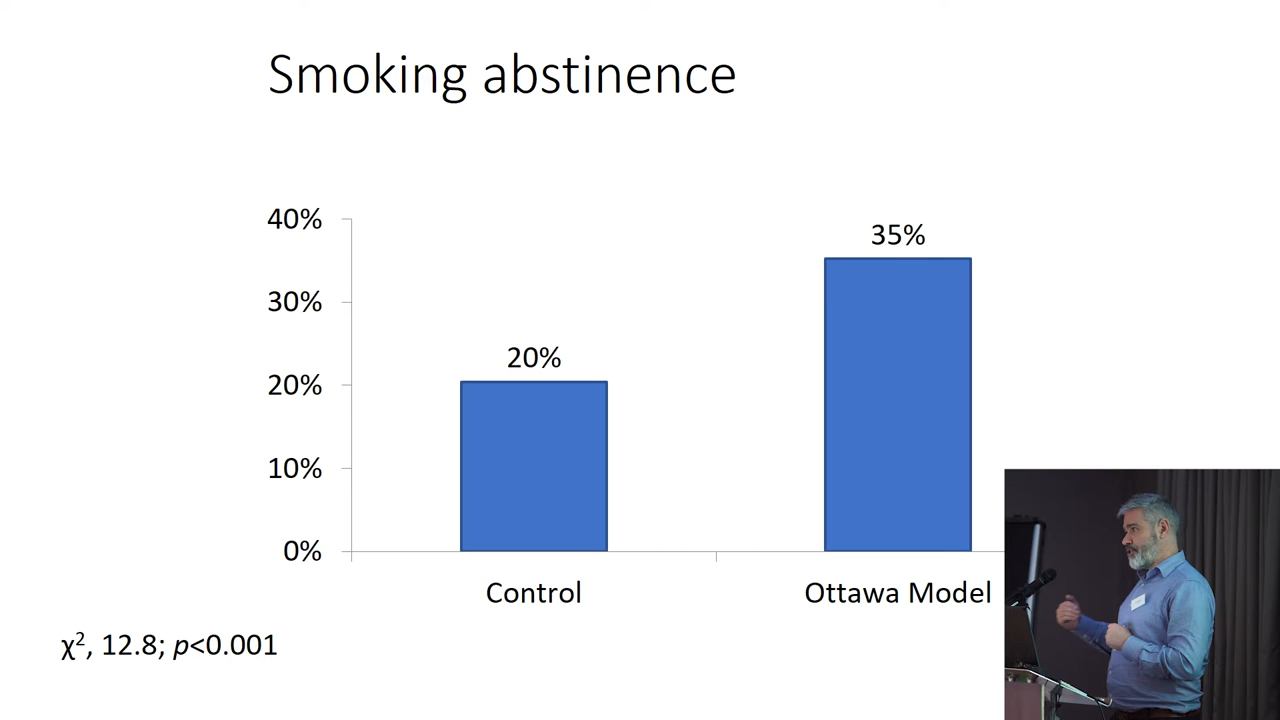 Smoking abstinence
40%
30%
20%
10%
0%
20%
35%
Control
Ottawa Model
χ², 12.8; p<0.001